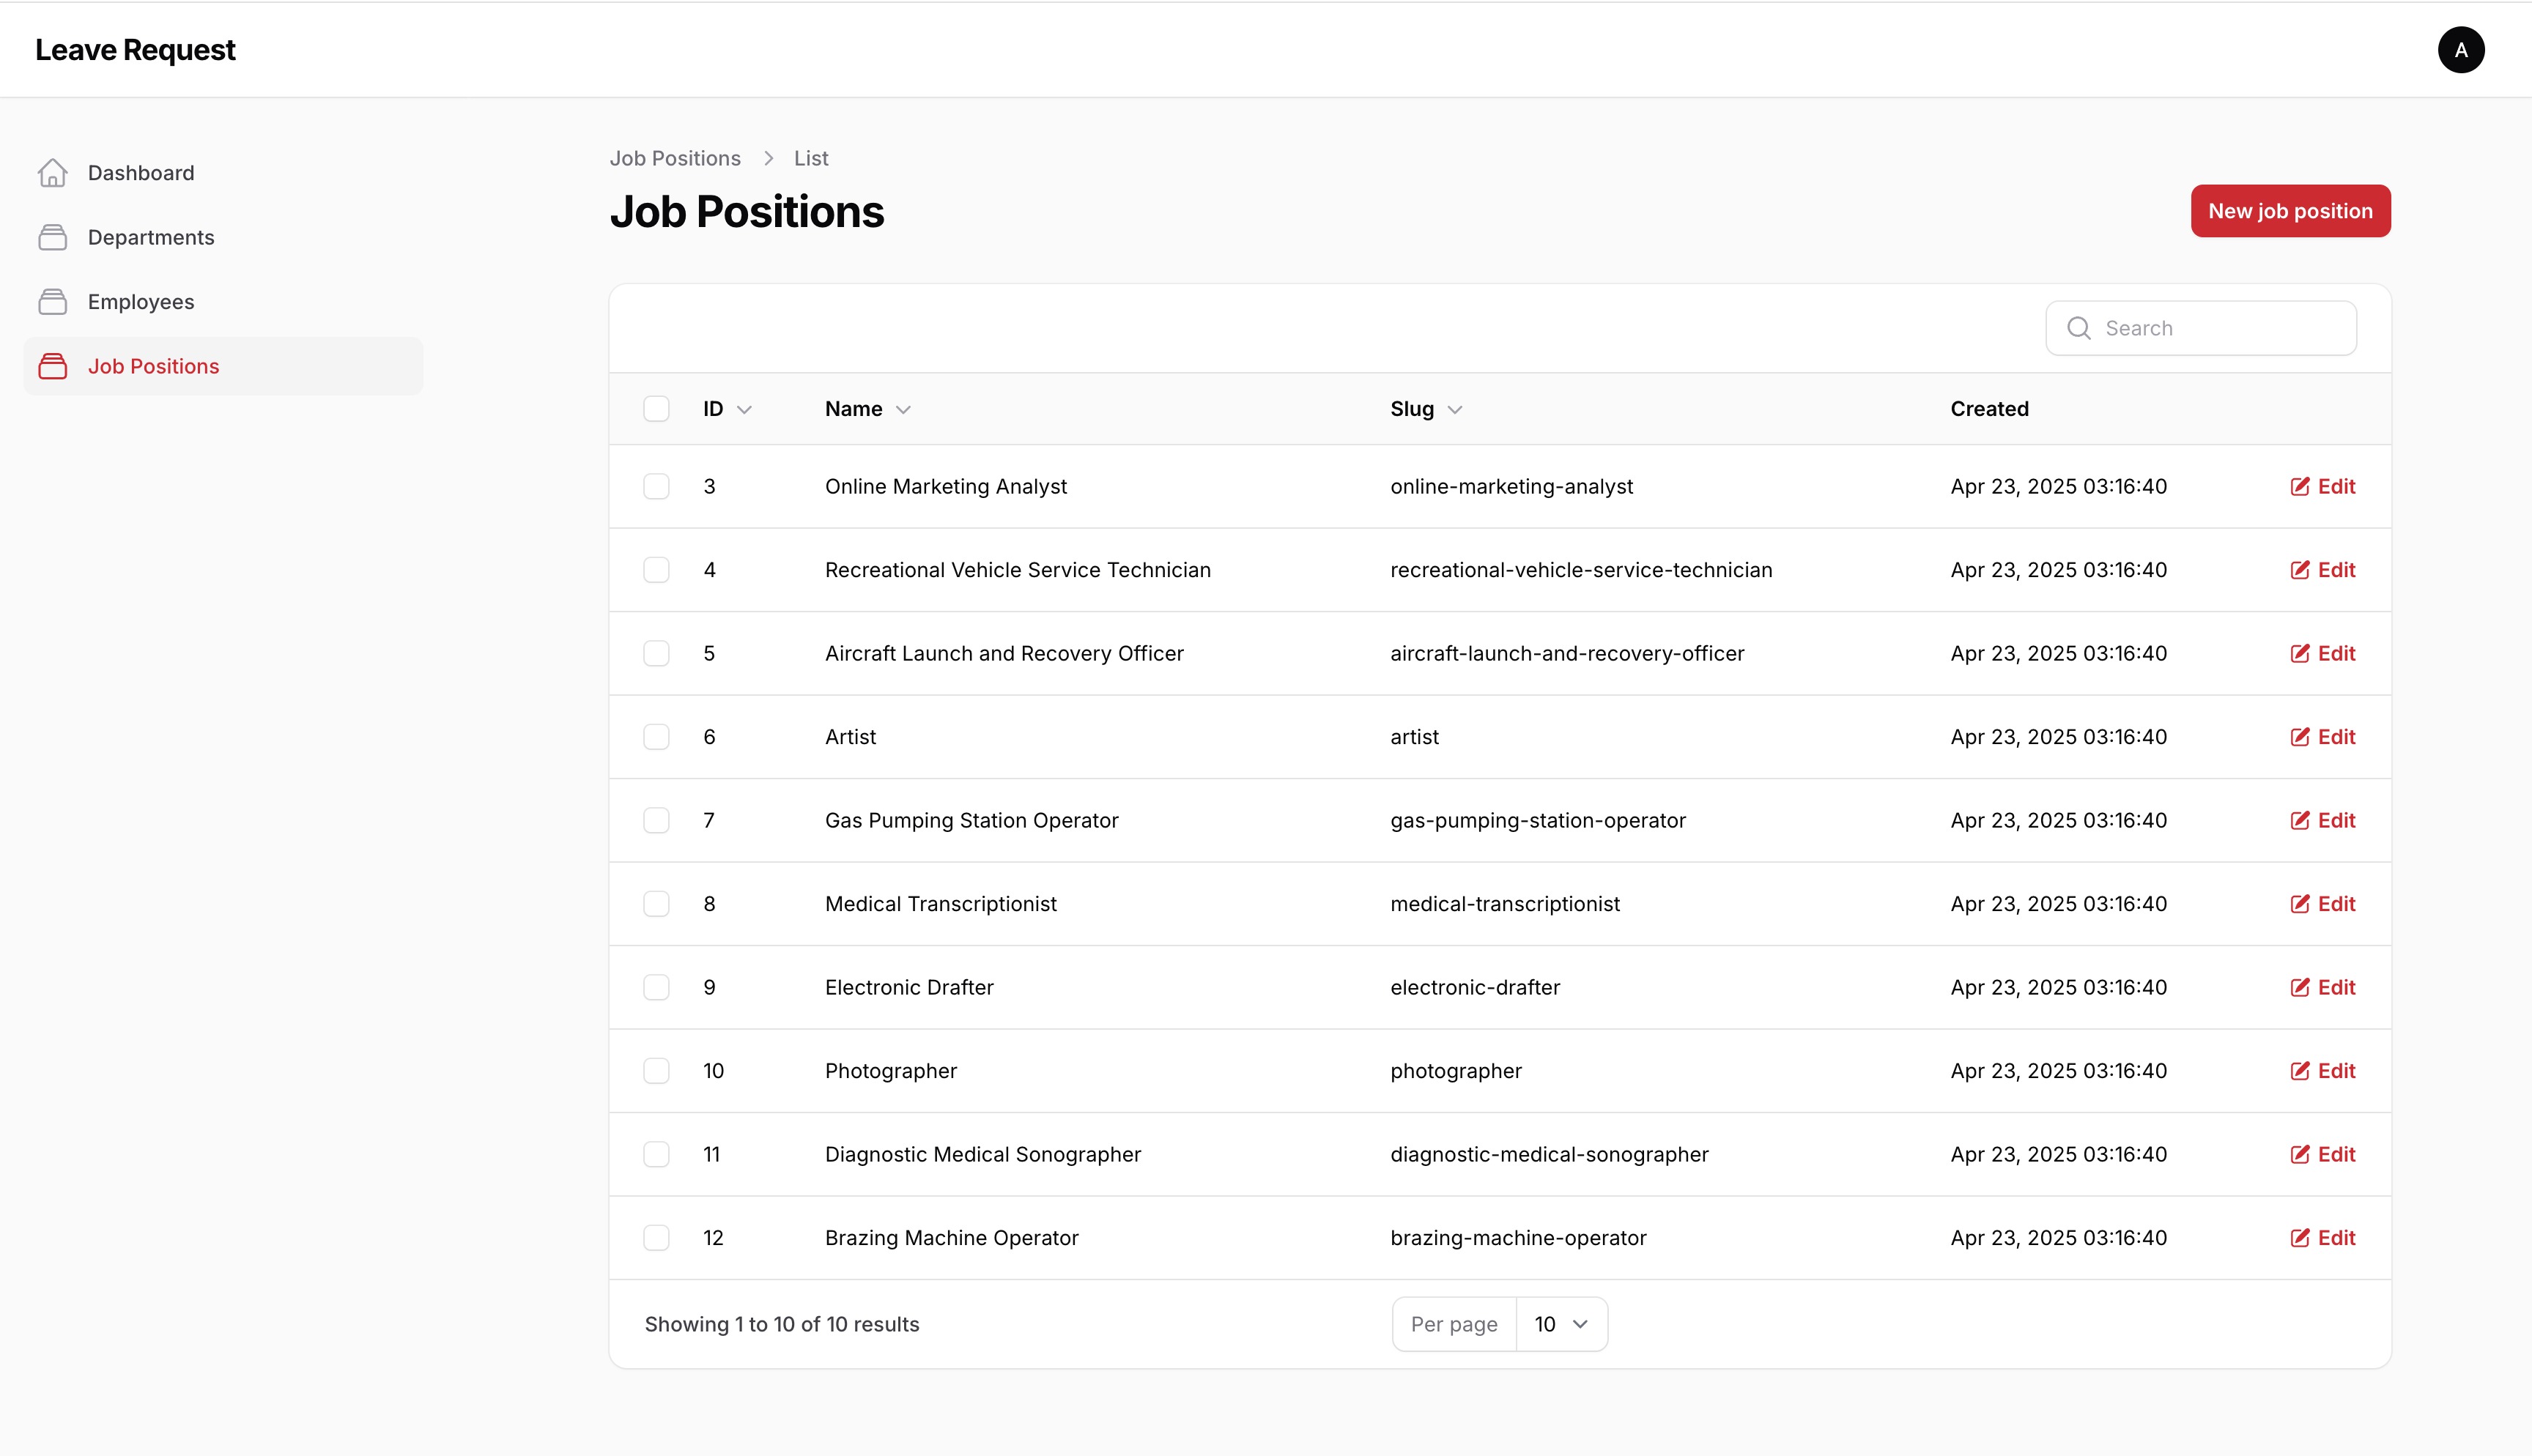 Leave Request
A
Dashboard
Departments
Employees
Job Positions
Job Positions > List
Job Positions
New job position
Search
ID Name Slug Created
3 Online Marketing Analyst online-marketing-analyst Apr 23, 2025 03:16:40 Edit
4 Recreational Vehicle Service Technician recreational-vehicle-service-technician Apr 23, 2025 03:16:40 Edit
5 Aircraft Launch and Recovery Officer aircraft-launch-and-recovery-officer Apr 23, 2025 03:16:40 Edit
6 Artist artist Apr 23, 2025 03:16:40 Edit
7 Gas Pumping Station Operator gas-pumping-station-operator Apr 23, 2025 03:16:40 Edit
8 Medical Transcriptionist medical-transcriptionist Apr 23, 2025 03:16:40 Edit
9 Electronic Drafter electronic-drafter Apr 23, 2025 03:16:40 Edit
10 Photographer photographer Apr 23, 2025 03:16:40 Edit
11 Diagnostic Medical Sonographer diagnostic-medical-sonographer Apr 23, 2025 03:16:40 Edit
12 Brazing Machine Operator brazing-machine-operator Apr 23, 2025 03:16:40 Edit
Showing 1 to 10 of 10 results Per page 10